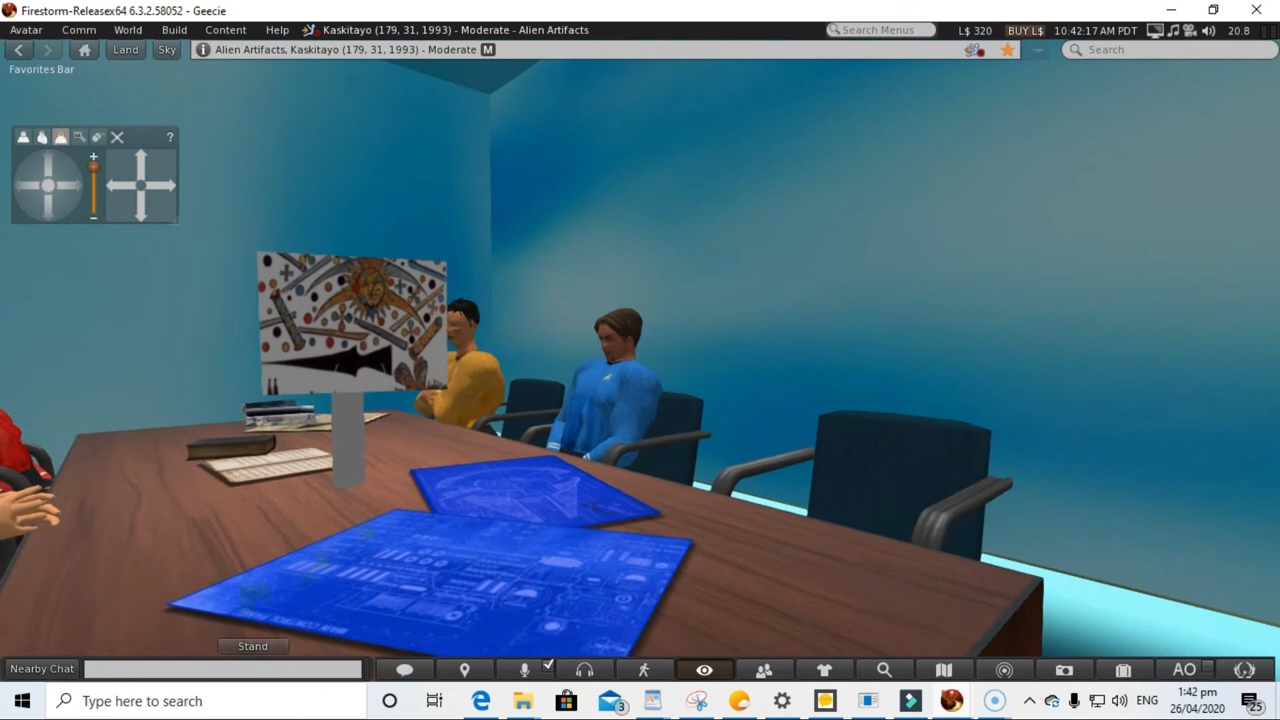 Firestorm-Releasex64 6.3.2.58052 - Geecie
Avatar Comm World Build Content Help Kaskitayo (179, 31, 1993) - Moderate - Alien Artifacts Search Menus L$ 320 BUY L$ 10:42:17 AM PDT 20.8
Land Sky Alien Artifacts, Kaskitayo (179, 31, 1993) - Moderate M Search
Favorites Bar
?
+
−
Stand
Nearby Chat AO
Type here to search 3 ENG 1:42 pm 25
26/04/2020